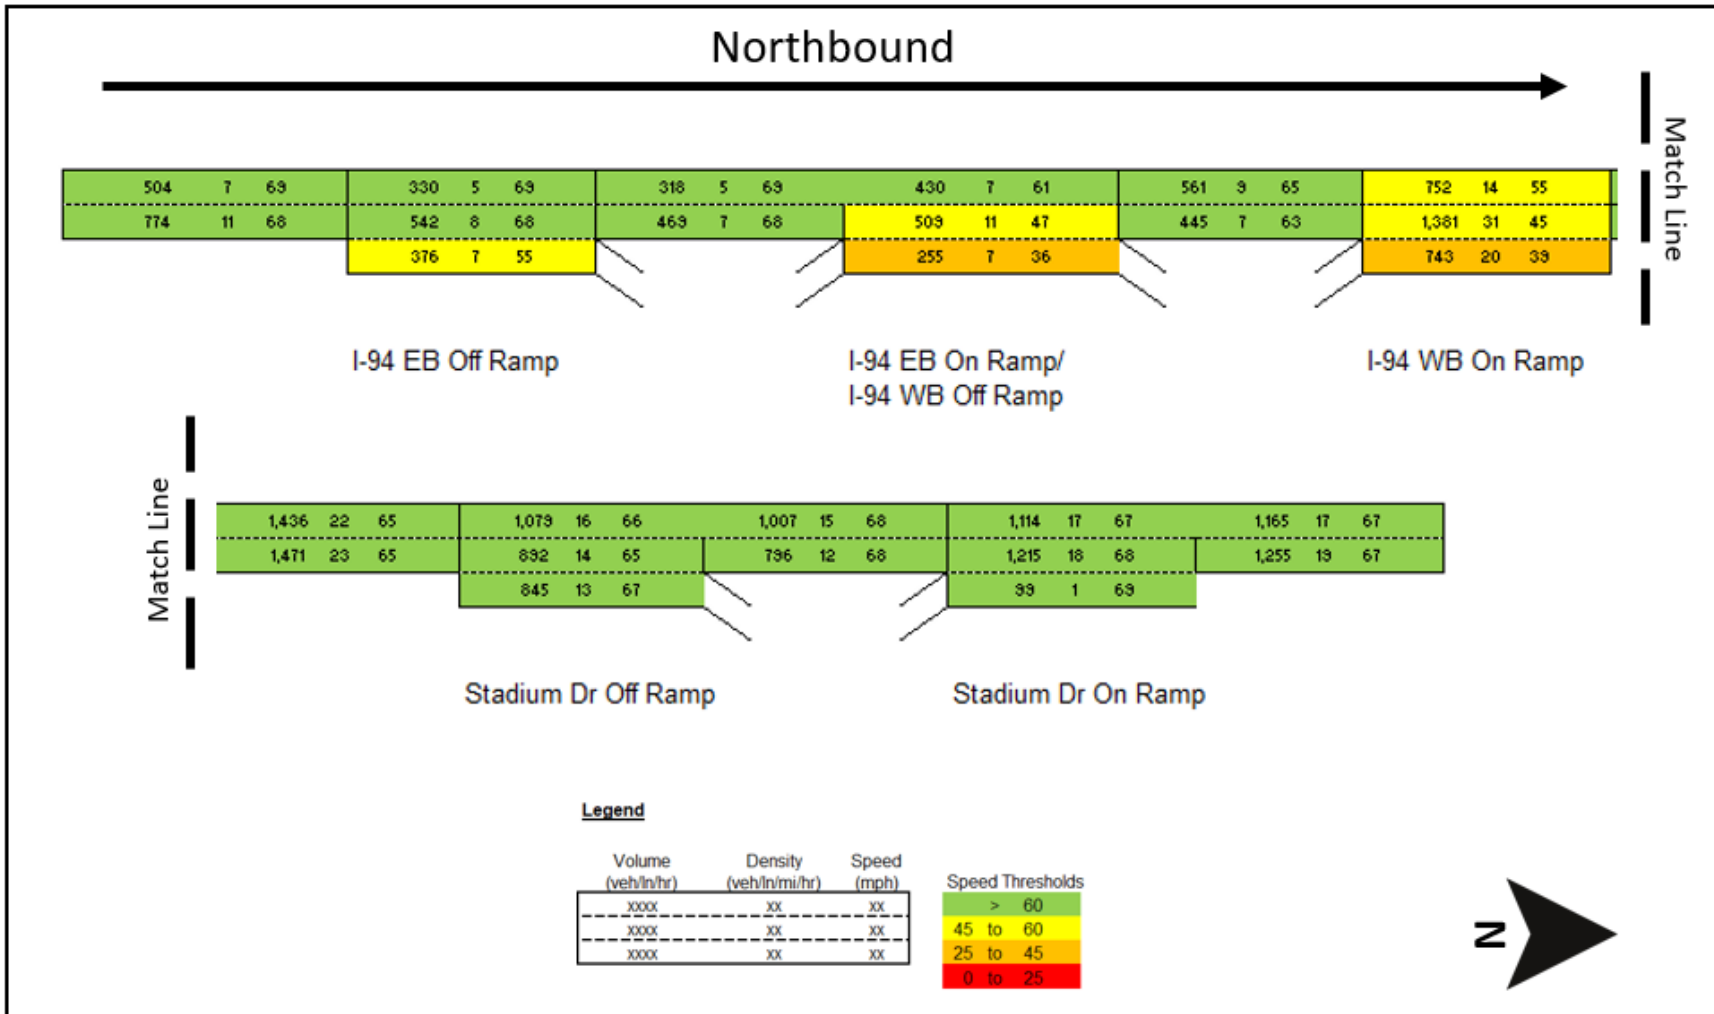 Northbound
504 7 69 330 5 69 318 5 69 430 7 61 561 9 65 752 14 55
774 11 68 542 8 68 469 7 68 509 11 47 445 7 63 1,381 31 45
376 7 55 255 7 36 743 20 39
Match Line
I-94 EB Off Ramp
I-94 EB On Ramp/
I-94 WB Off Ramp
I-94 WB On Ramp
Match Line
1,436 22 65 1,079 16 66 1,007 15 68 1,114 17 67 1,165 17 67
1,471 23 65 892 14 65 796 12 68 1,215 18 68 1,255 19 67
845 13 67 99 1 69
Stadium Dr Off Ramp
Stadium Dr On Ramp
Legend
Volume Density Speed
(veh/ln/hr) (veh/ln/mi/hr) (mph)
xxxx xx xx
xxxx xx xx
xxxx xx xx
Speed Thresholds
> 60
45 to 60
25 to 45
0 to 25
N